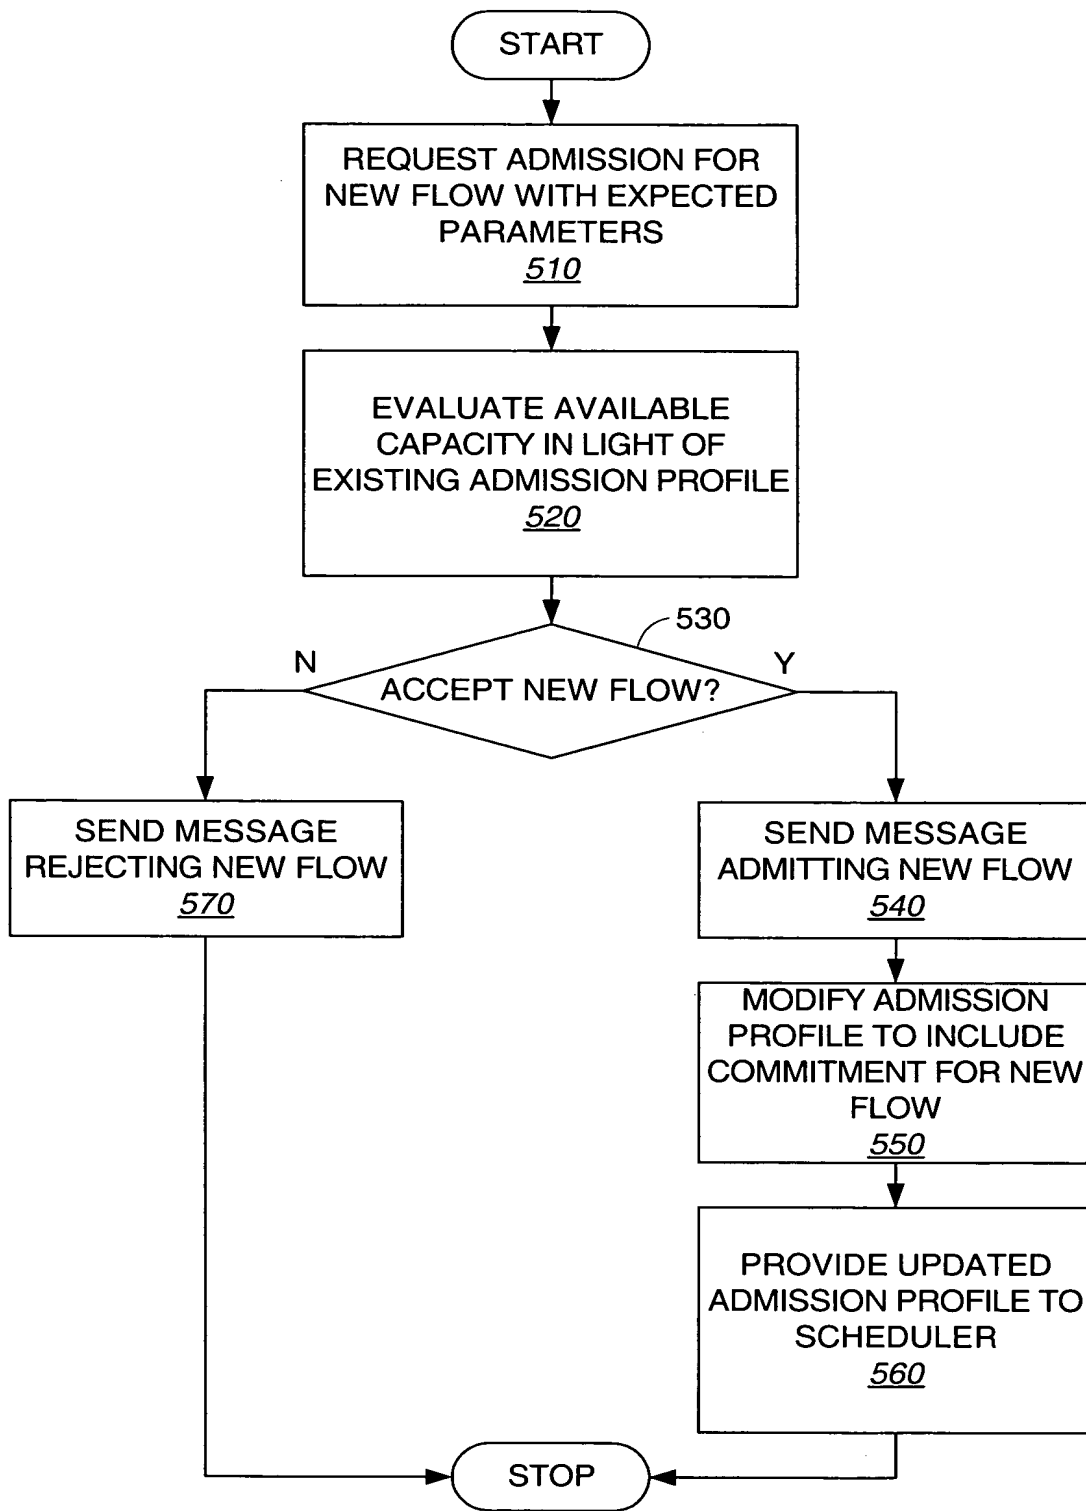 START
REQUEST ADMISSION FOR
NEW FLOW WITH EXPECTED
PARAMETERS
510
EVALUATE AVAILABLE
CAPACITY IN LIGHT OF
EXISTING ADMISSION PROFILE
520
530
N
Y
ACCEPT NEW FLOW?
SEND MESSAGE
REJECTING NEW FLOW
570
SEND MESSAGE
ADMITTING NEW FLOW
540
MODIFY ADMISSION
PROFILE TO INCLUDE
COMMITMENT FOR NEW
FLOW
550
PROVIDE UPDATED
ADMISSION PROFILE TO
SCHEDULER
560
STOP